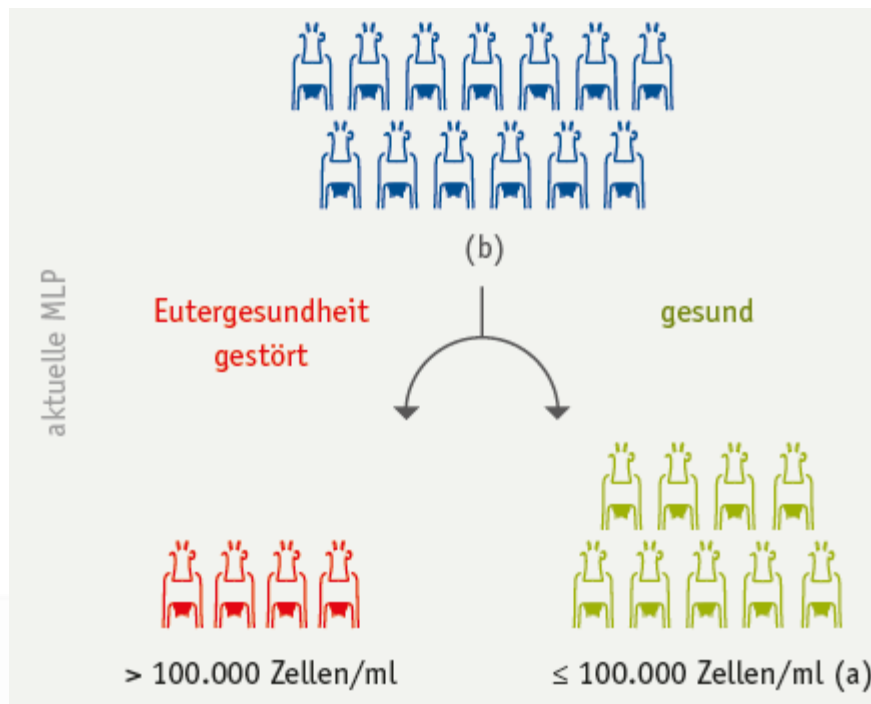 (b)
aktuelle MLP
Eutergesundheit
gestört
gesund
> 100.000 Zellen/ml
≤ 100.000 Zellen/ml (a)